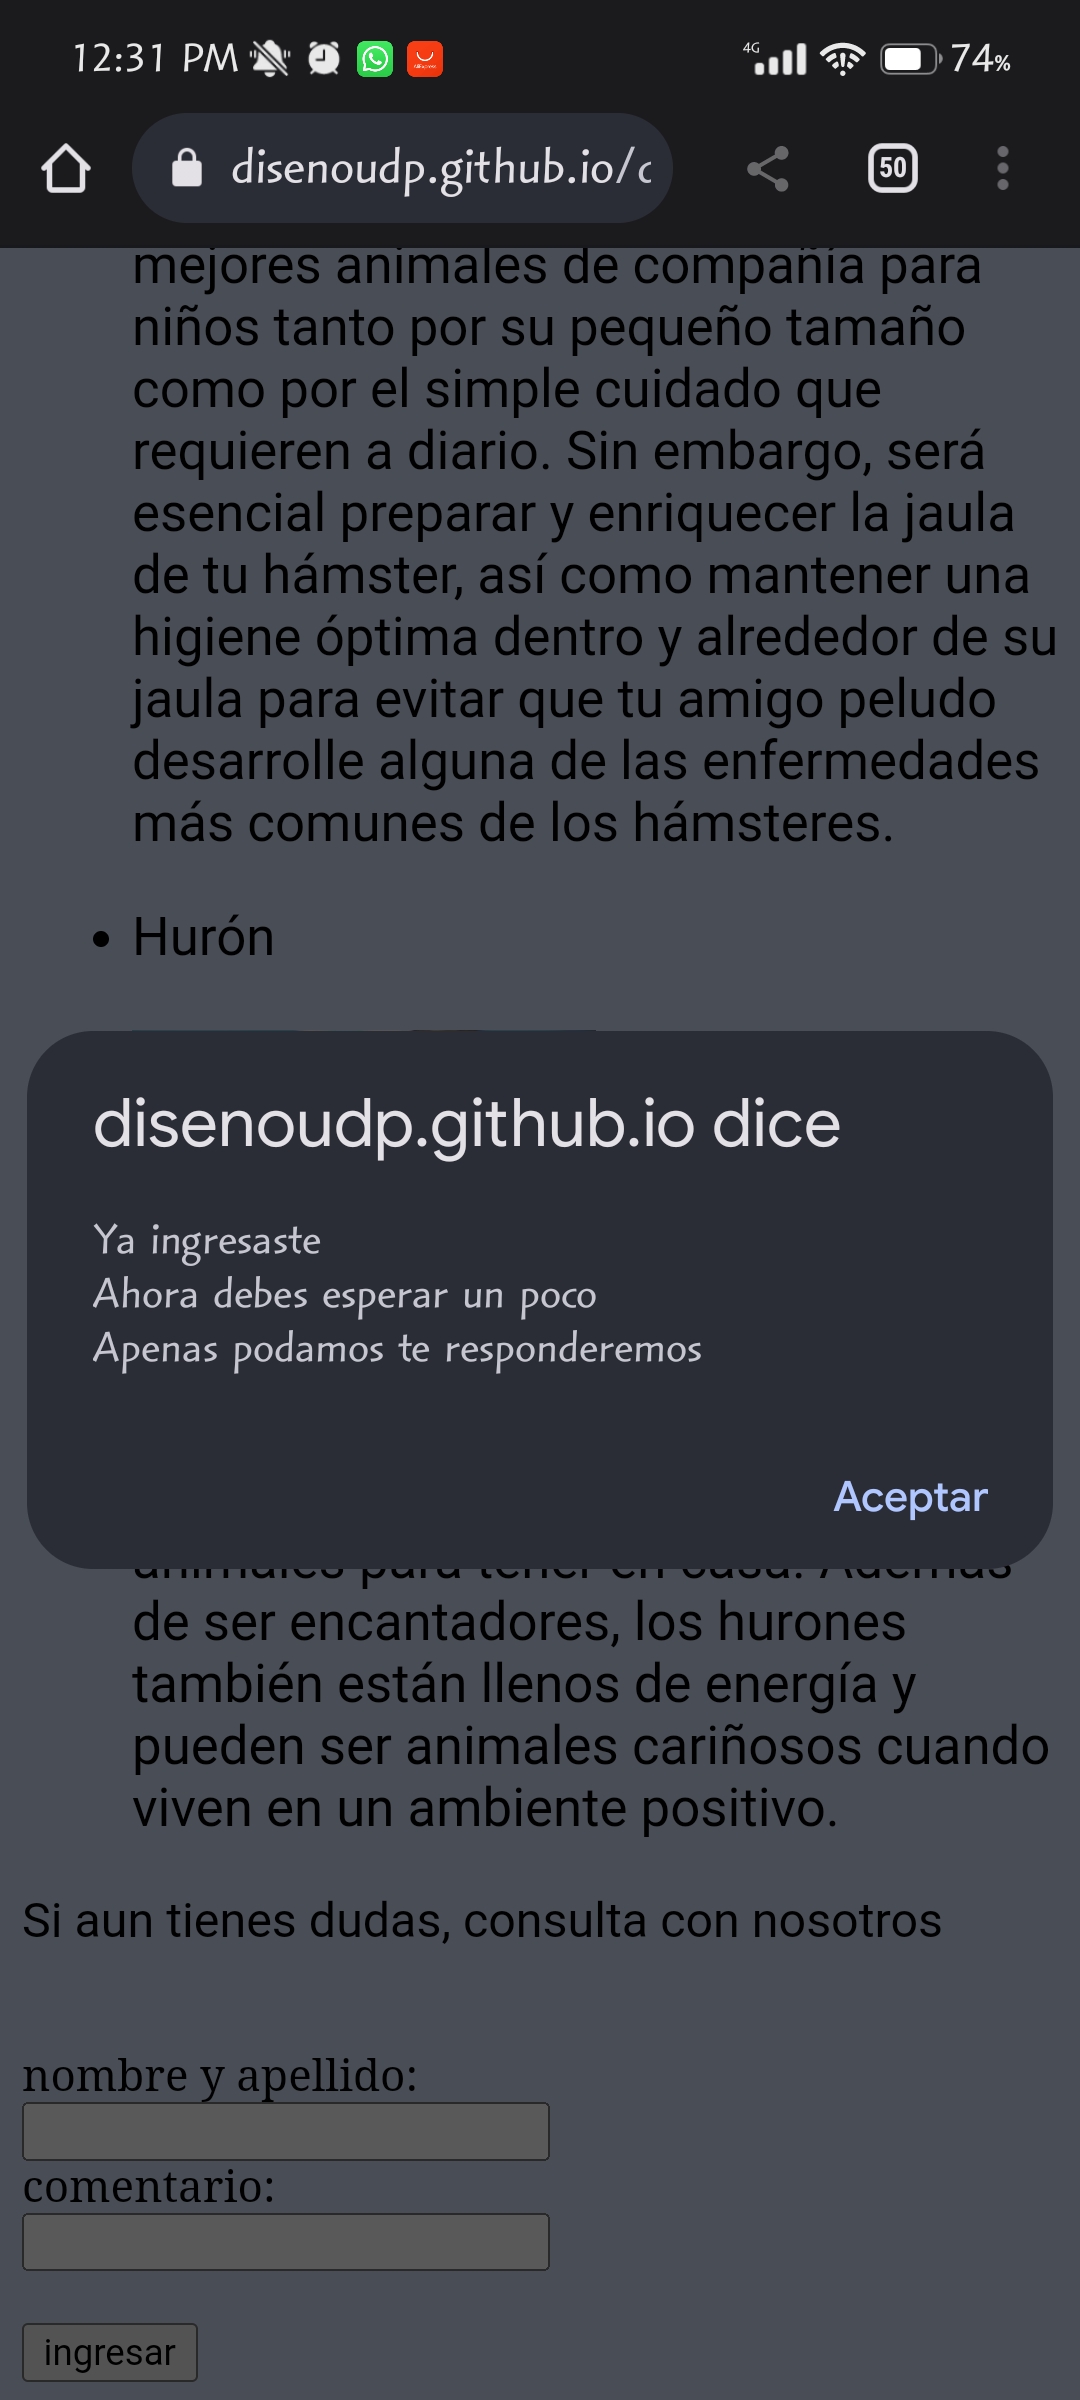 12:31 PM
4G
74%
disenoudp.github.io/c
50
mejores animales de compañía para
niños tanto por su pequeño tamaño
como por el simple cuidado que
requieren a diario. Sin embargo, será
esencial preparar y enriquecer la jaula
de tu hámster, así como mantener una
higiene óptima dentro y alrededor de su
jaula para evitar que tu amigo peludo
desarrolle alguna de las enfermedades
más comunes de los hámsteres.
• Hurón
disenoudp.github.io dice
Ya ingresaste
Ahora debes esperar un poco
Apenas podamos te responderemos
Aceptar
animales para tener en casa. Además
de ser encantadores, los hurones
también están llenos de energía y
pueden ser animales cariñosos cuando
viven en un ambiente positivo.
Si aun tienes dudas, consulta con nosotros
nombre y apellido:
comentario:
ingresar